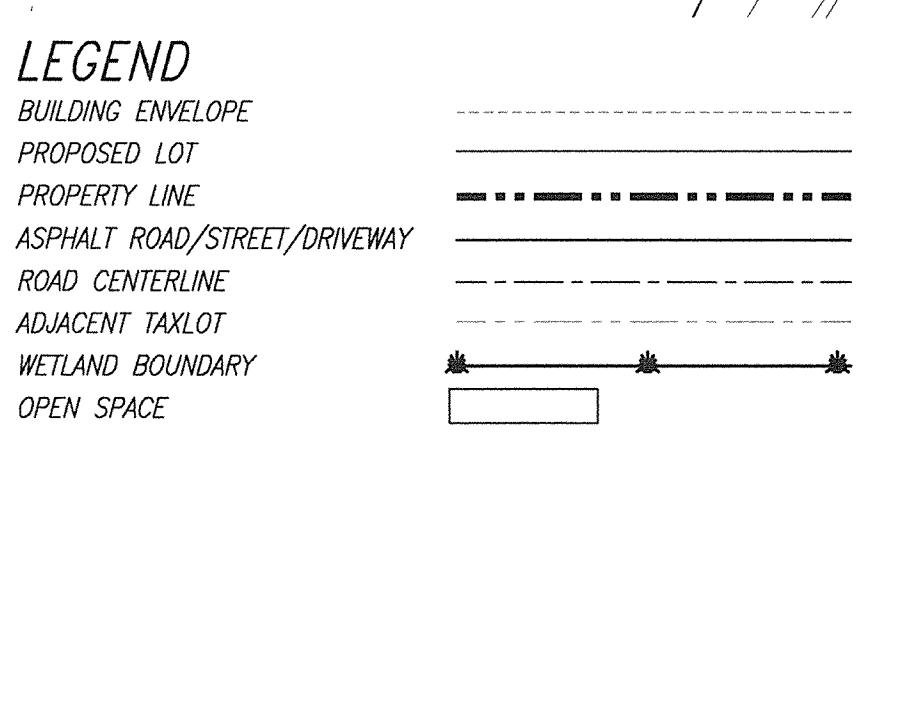 LEGEND
BUILDING ENVELOPE
PROPOSED LOT
PROPERTY LINE
ASPHALT ROAD/STREET/DRIVEWAY
ROAD CENTERLINE
ADJACENT TAXLOT
WETLAND BOUNDARY
OPEN SPACE